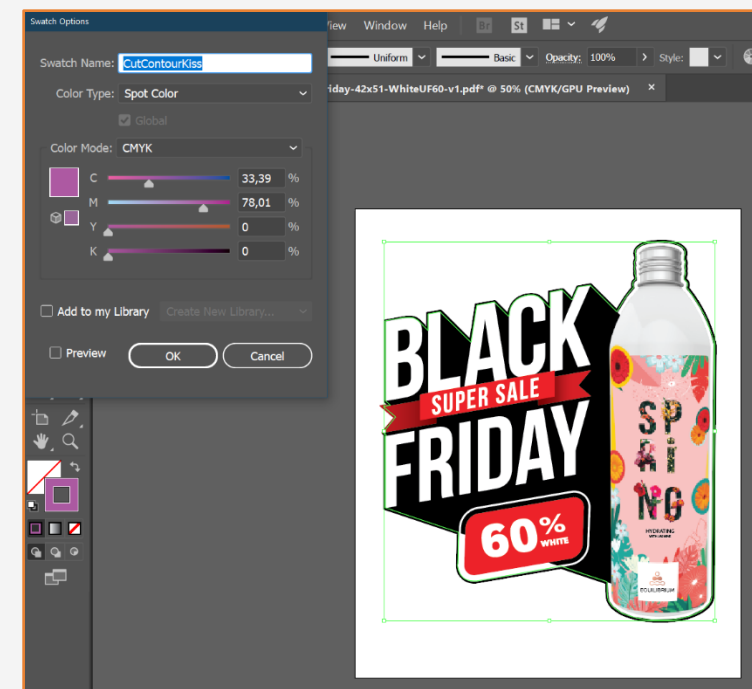 Swatch Options
View Window Help Br St
Swatch Name: CutContourKiss
Color Type: Spot Color
Global
Color Mode: CMYK
C 33,39 %
M 78,01 %
Y 0 %
K 0 %
Add to my Library Create New Library...
Preview OK Cancel
Uniform Basic Opacity: 100% Style:
riday-42x51-WhiteUF60-v1.pdf* @ 50% (CMYK/GPU Preview) ×
BLACK
SUPER SALE
FRIDAY
60%
WHITE
SP
RI
NG
HYDRATING
EQUILIBRIUM